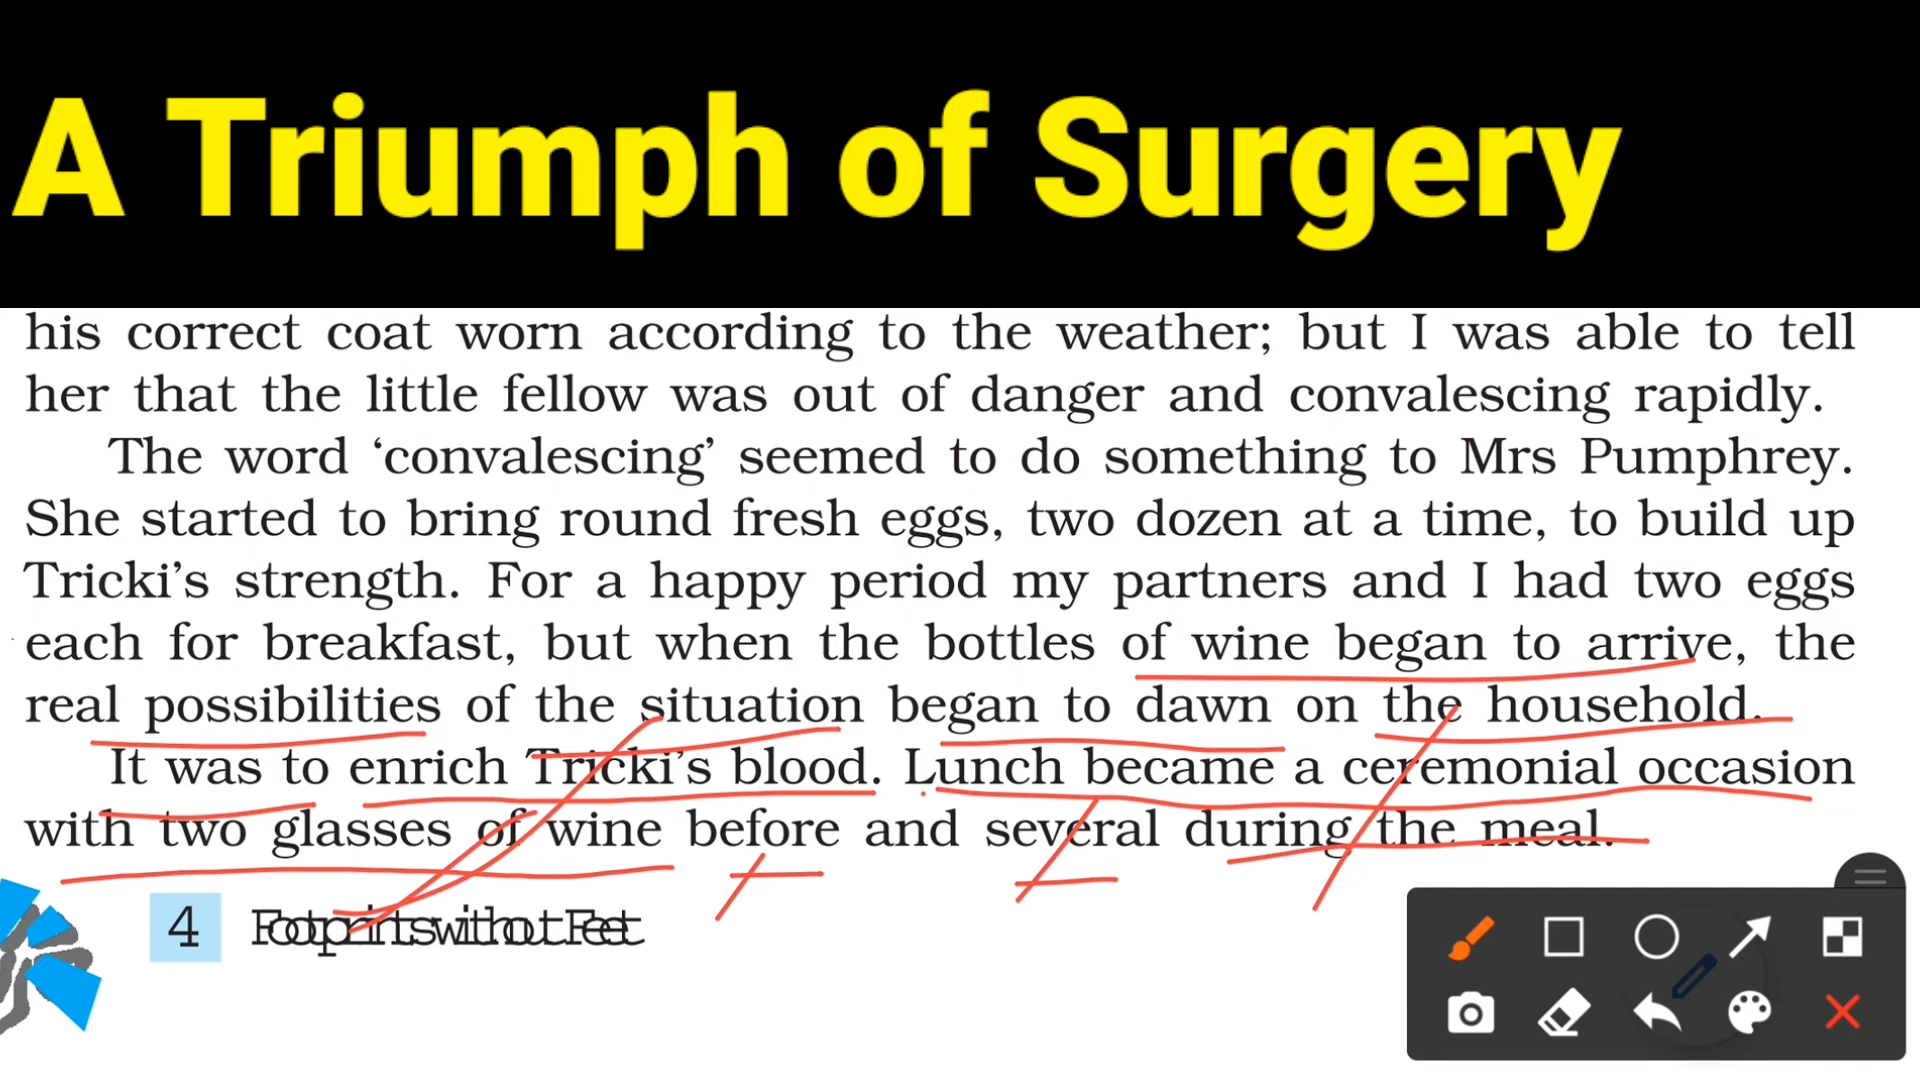 A Triumph of Surgery
his correct coat worn according to the weather; but I was able to tell
her that the little fellow was out of danger and convalescing rapidly.
The word ‘convalescing’ seemed to do something to Mrs Pumphrey.
She started to bring round fresh eggs, two dozen at a time, to build up
Tricki’s strength. For a happy period my partners and I had two eggs
each for breakfast, but when the bottles of wine began to arrive, the
real possibilities of the situation began to dawn on the household.
It was to enrich Tricki’s blood. Lunch became a ceremonial occasion
with two glasses of wine before and several during the meal.
4 Footprints without Feet